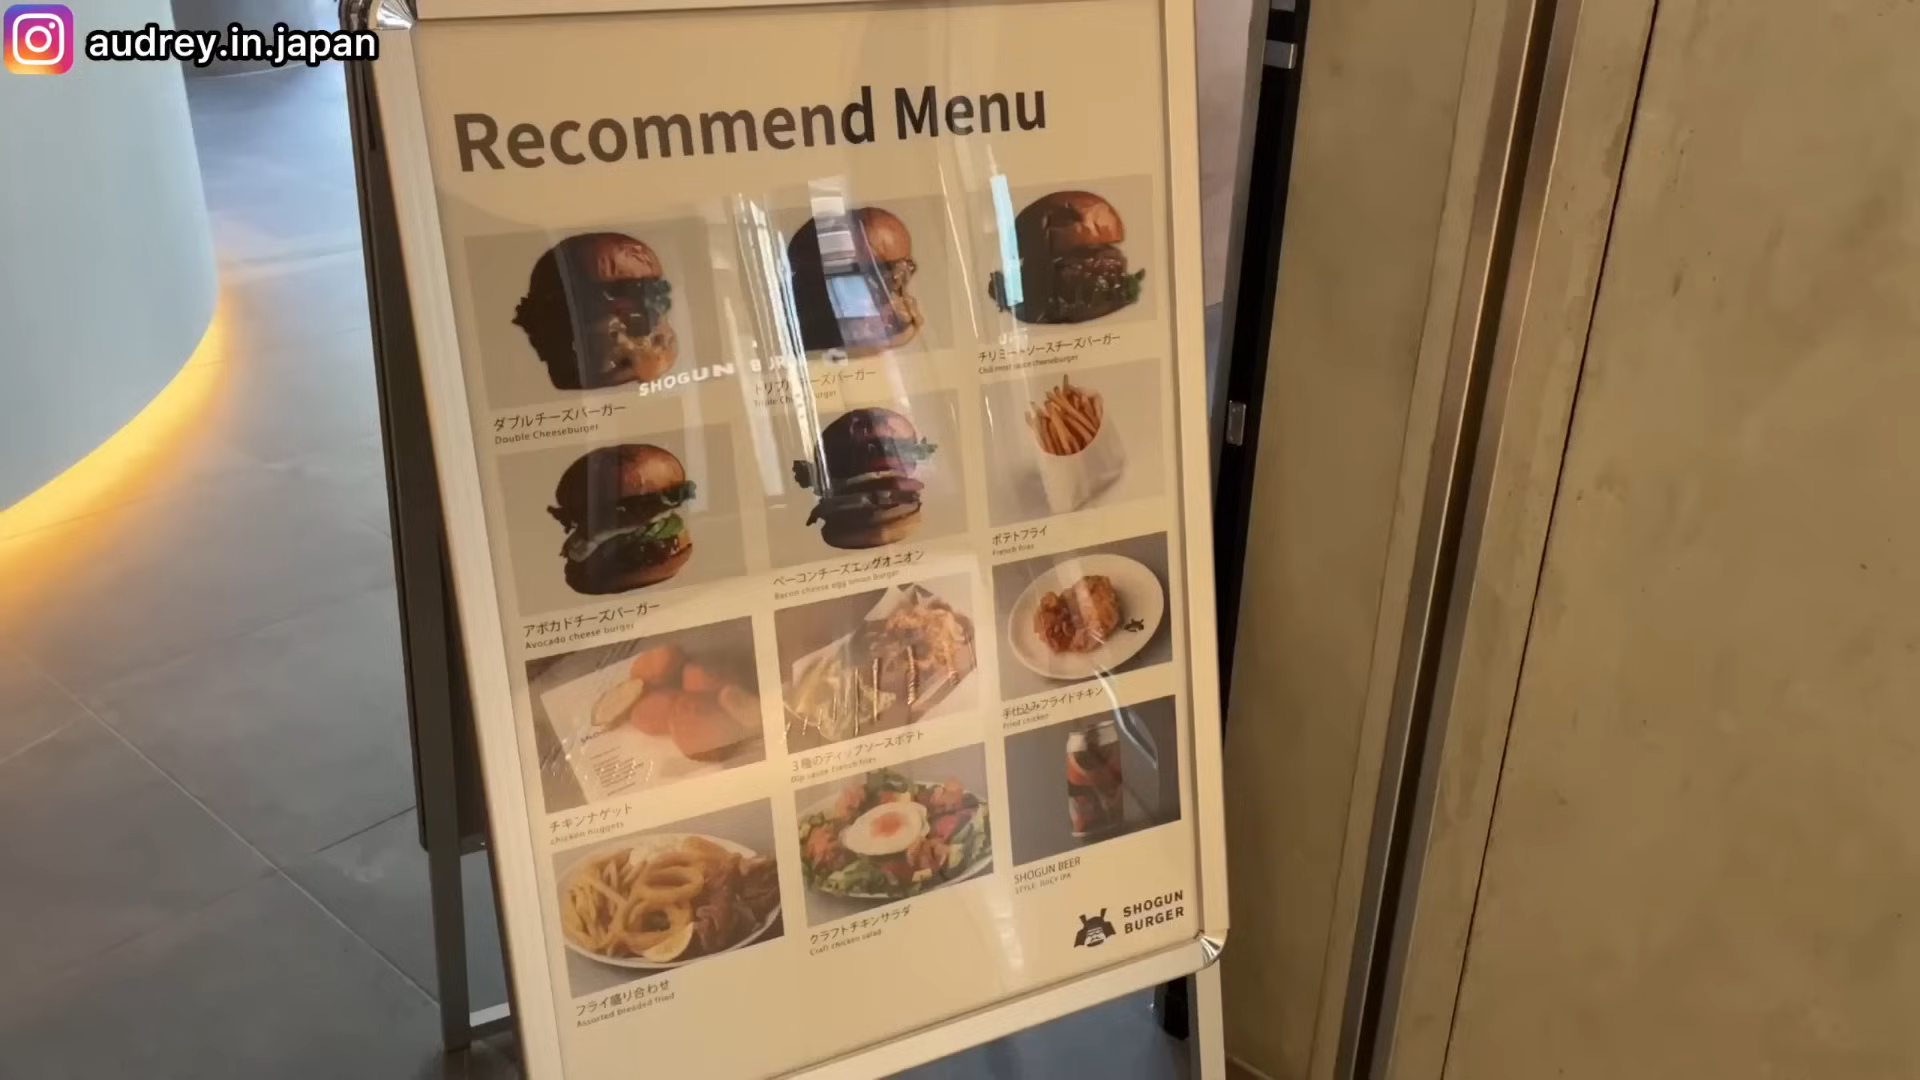 audrey.in.japan
Recommend Menu
ダブルチーズバーガー
Double Cheeseburger
SHOGUN
チーズバーガー
Triple
チリミートソースチーズバーガー
Chili meat sauce cheeseburger
アボカドチーズバーガー
Avocado cheese burger
ベーコンチーズエッグオニオン
Bacon cheese egg onion burger
ポテトフライ
French fries
チキンナゲット
chicken nuggets
3種のディップソースポテト
Dip sauce french fries
手仕込みフライドチキン
Fried chicken
フライ盛り合わせ
Assorted breaded fried
クラフトチキンサラダ
Craft chicken salad
SHOGUN BEER
STYLE: JUICY IPA
SHOGUN
BURGER